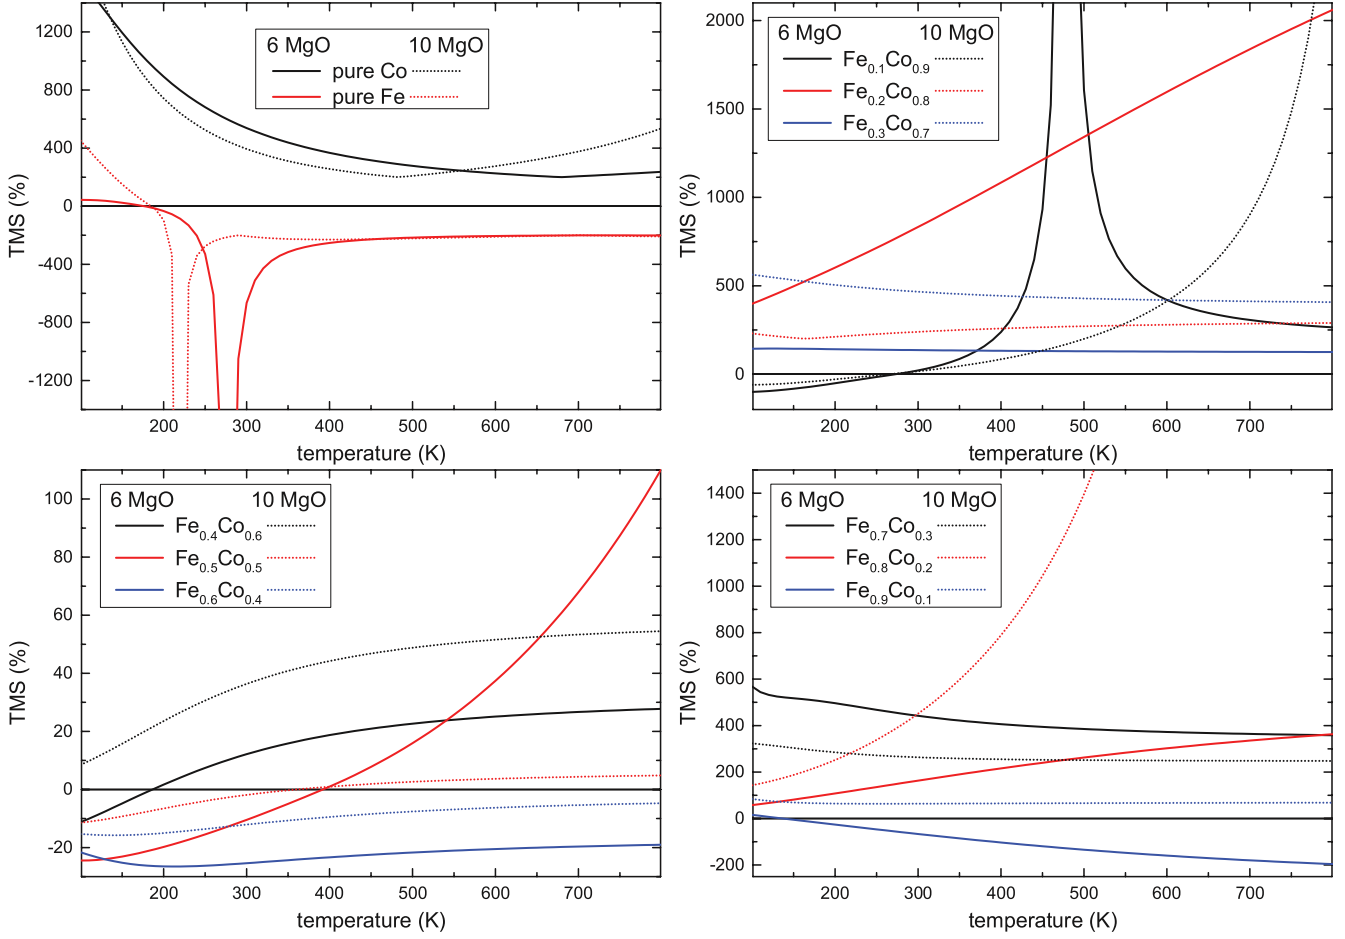 6 MgO 10 MgO
pure Co
pure Fe
1200
800
400
0
-400
-800
-1200
TMS (%)
200 300 400 500 600 700
temperature (K)
6 MgO 10 MgO
Fe0.1Co0.9
Fe0.2Co0.8
Fe0.3Co0.7
2000
1500
1000
500
0
TMS (%)
200 300 400 500 600 700
temperature (K)
6 MgO 10 MgO
Fe0.4Co0.6
Fe0.5Co0.5
Fe0.6Co0.4
100
80
60
40
20
0
-20
TMS (%)
200 300 400 500 600 700
temperature (K)
6 MgO 10 MgO
Fe0.7Co0.3
Fe0.8Co0.2
Fe0.9Co0.1
1400
1200
1000
800
600
400
200
0
-200
TMS (%)
200 300 400 500 600 700
temperature (K)